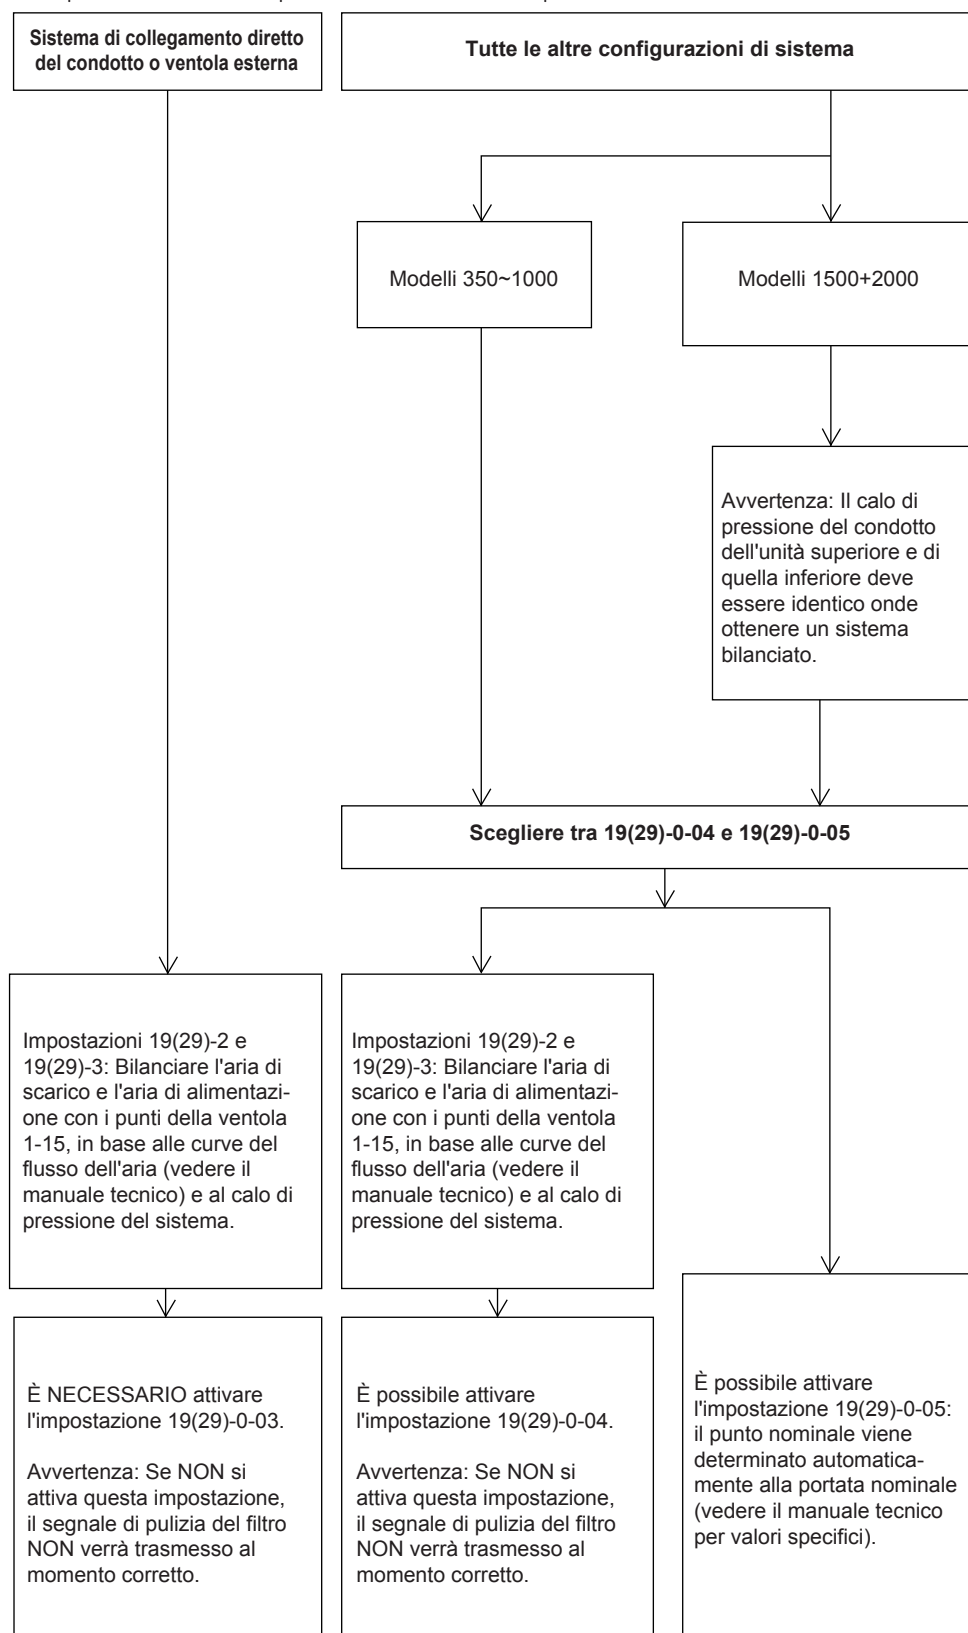 Sistema di collegamento diretto
del condotto o ventola esterna
Tutte le altre configurazioni di sistema
Modelli 350~1000
Modelli 1500+2000
Avvertenza: Il calo di
pressione del condotto
dell'unità superiore e di
quella inferiore deve
essere identico onde
ottenere un sistema
bilanciato.
Scegliere tra 19(29)-0-04 e 19(29)-0-05
Impostazioni 19(29)-2 e
19(29)-3: Bilanciare l'aria di
scarico e l'aria di alimentazi-
one con i punti della ventola
1-15, in base alle curve del
flusso dell'aria (vedere il
manuale tecnico) e al calo di
pressione del sistema.
Impostazioni 19(29)-2 e
19(29)-3: Bilanciare l'aria di
scarico e l'aria di alimentazi-
one con i punti della ventola
1-15, in base alle curve del
flusso dell'aria (vedere il
manuale tecnico) e al calo di
pressione del sistema.
È NECESSARIO attivare
l'impostazione 19(29)-0-03.
Avvertenza: Se NON si
attiva questa impostazione,
il segnale di pulizia del filtro
NON verrà trasmesso al
momento corretto.
È possibile attivare
l'impostazione 19(29)-0-04.
Avvertenza: Se NON si
attiva questa impostazione,
il segnale di pulizia del filtro
NON verrà trasmesso al
momento corretto.
È possibile attivare
l'impostazione 19(29)-0-05:
il punto nominale viene
determinato automatica-
mente alla portata nominale
(vedere il manuale tecnico
per valori specifici).